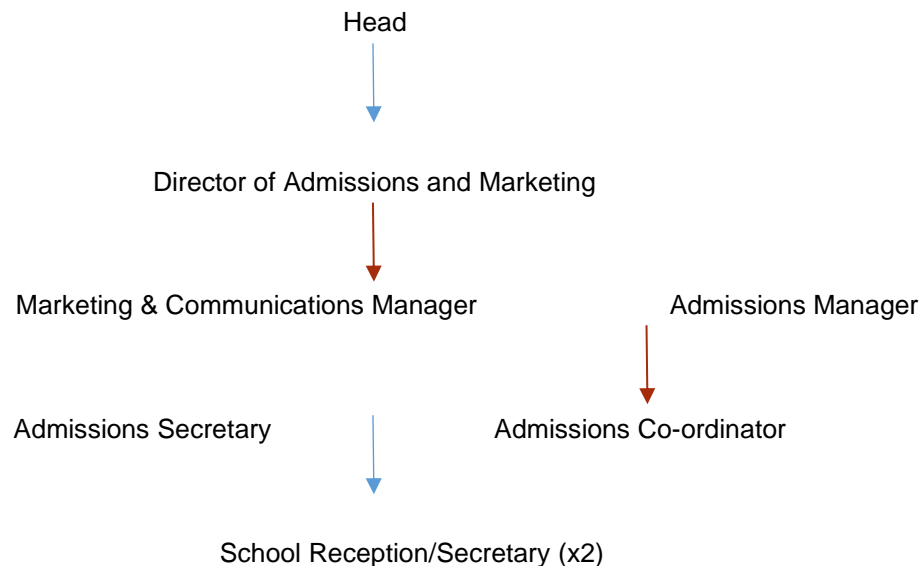 Head
Director of Admissions and Marketing
Marketing & Communications Manager
Admissions Manager
Admissions Secretary
Admissions Co-ordinator
School Reception/Secretary (x2)